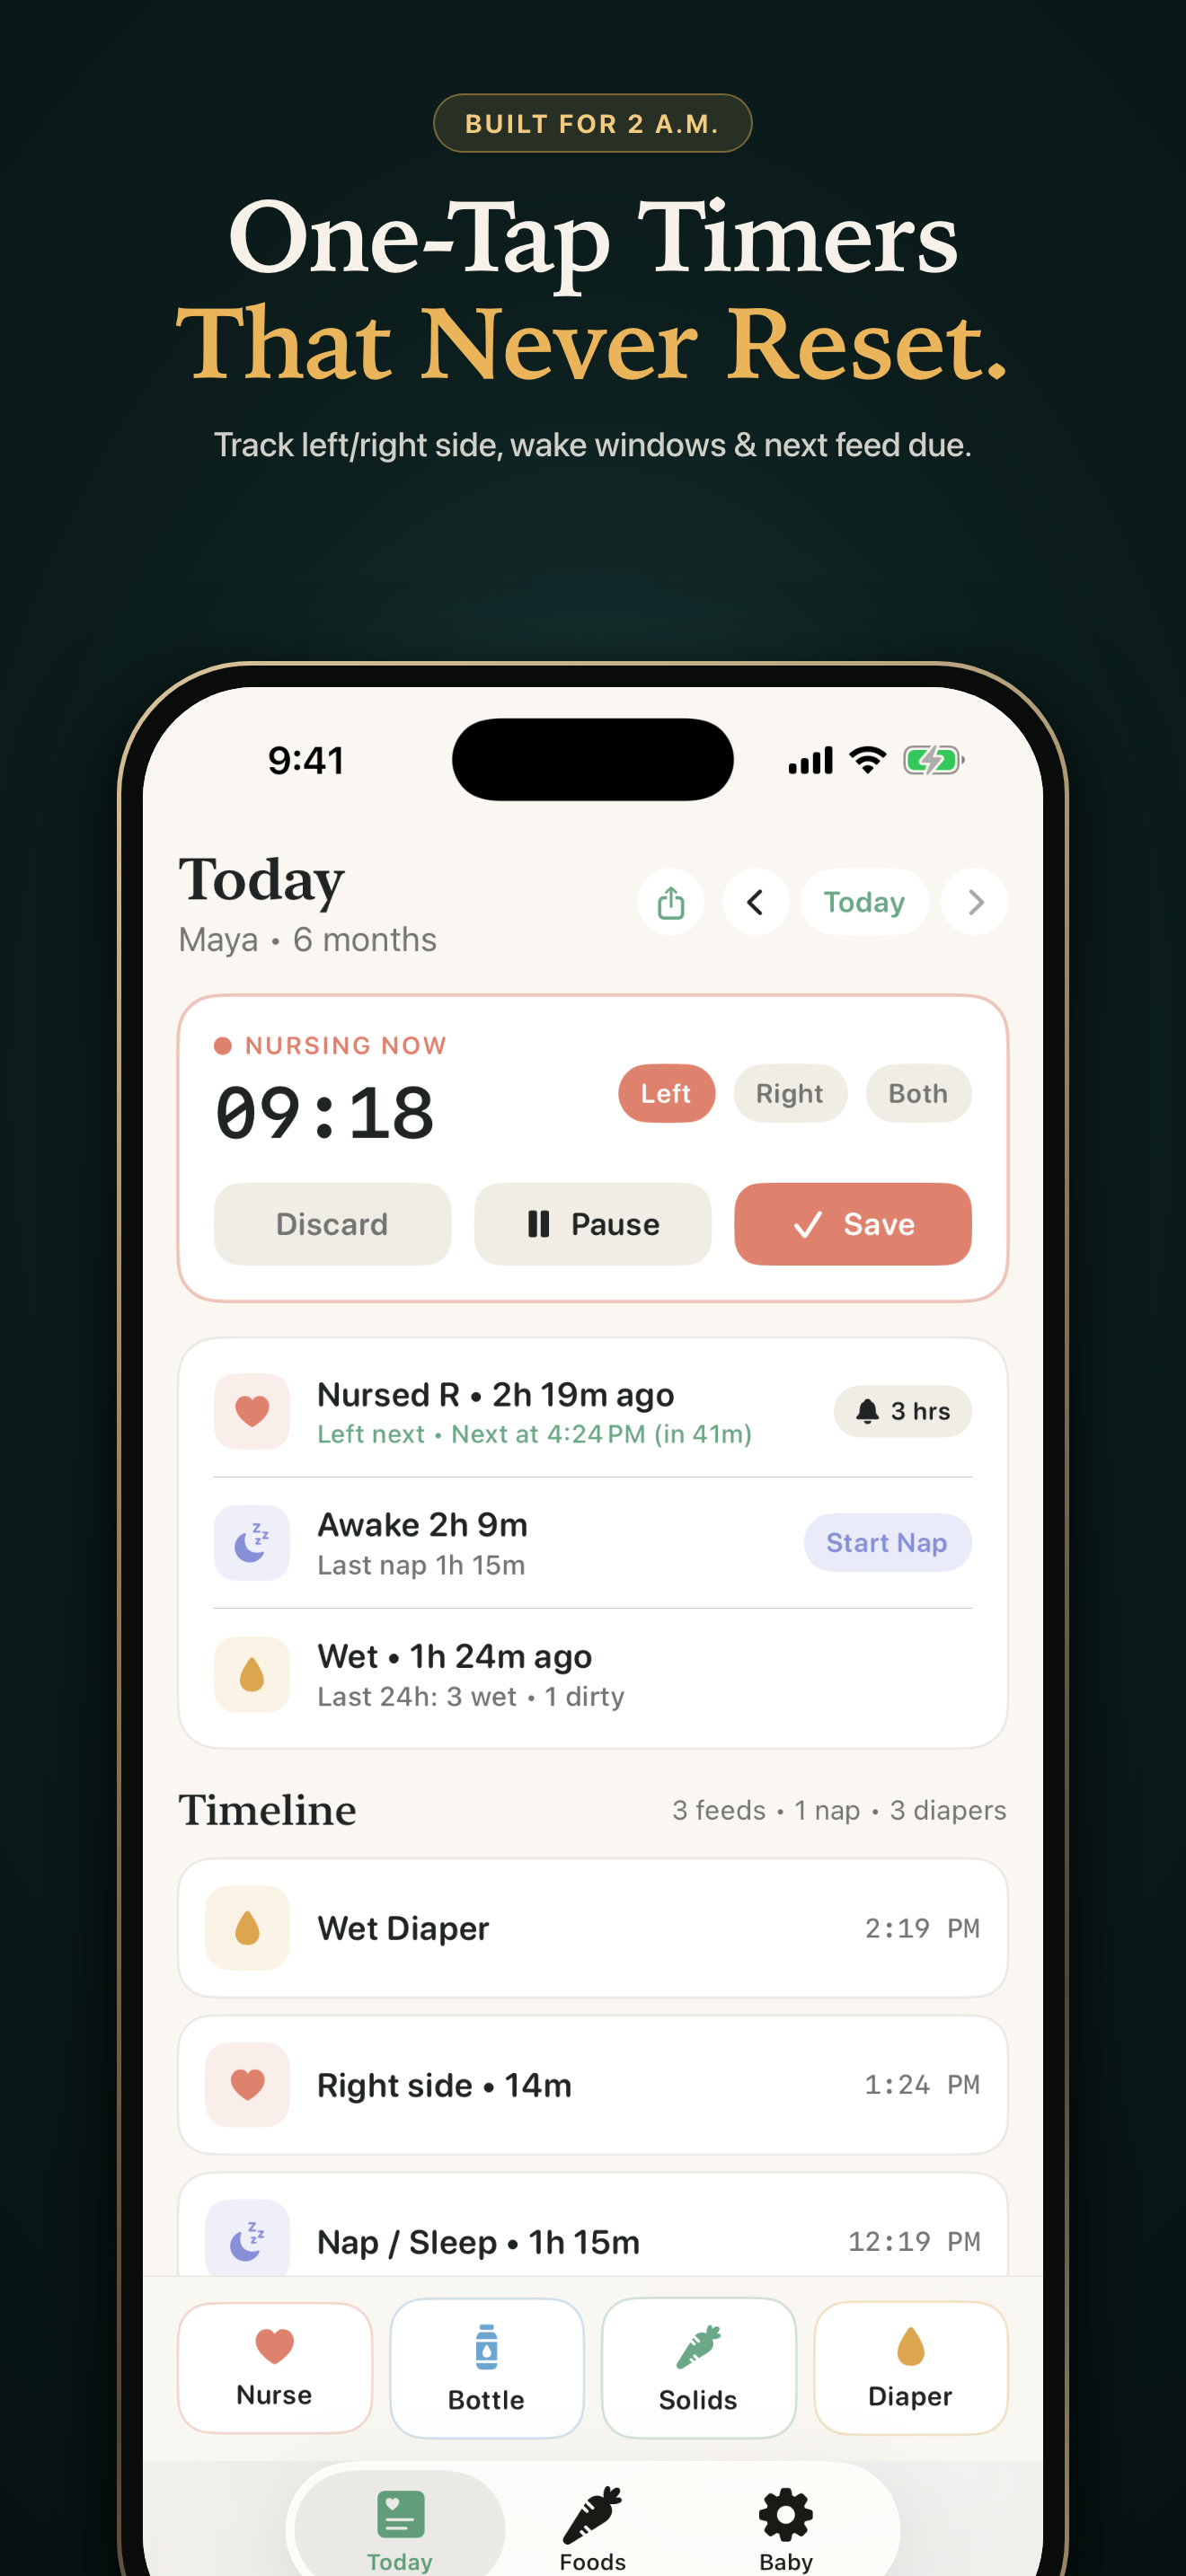 BUILT FOR 2 A.M.
One-Tap Timers
That Never Reset.
Track left/right side, wake windows & next feed due.
9:41
Today
Maya • 6 months
Today
NURSING NOW
09:18
Left
Right
Both
Discard
Pause
Save
Nursed R • 2h 19m ago
Left next • Next at 4:24 PM (in 41m)
3 hrs
Awake 2h 9m
Last nap 1h 15m
Start Nap
Wet • 1h 24m ago
Last 24h: 3 wet • 1 dirty
Timeline
3 feeds • 1 nap • 3 diapers
Wet Diaper
2:19 PM
Right side • 14m
1:24 PM
Nap / Sleep • 1h 15m
12:19 PM
Nurse
Bottle
Solids
Diaper
Today
Foods
Baby